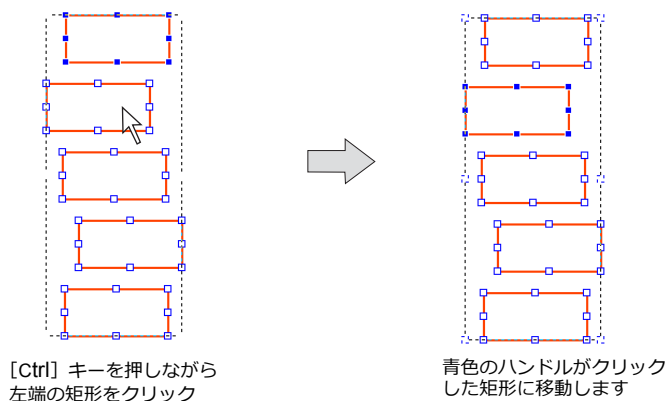 ［Ctrl］キーを押しながら
左端の矩形をクリック
青色のハンドルがクリック
した矩形に移動します